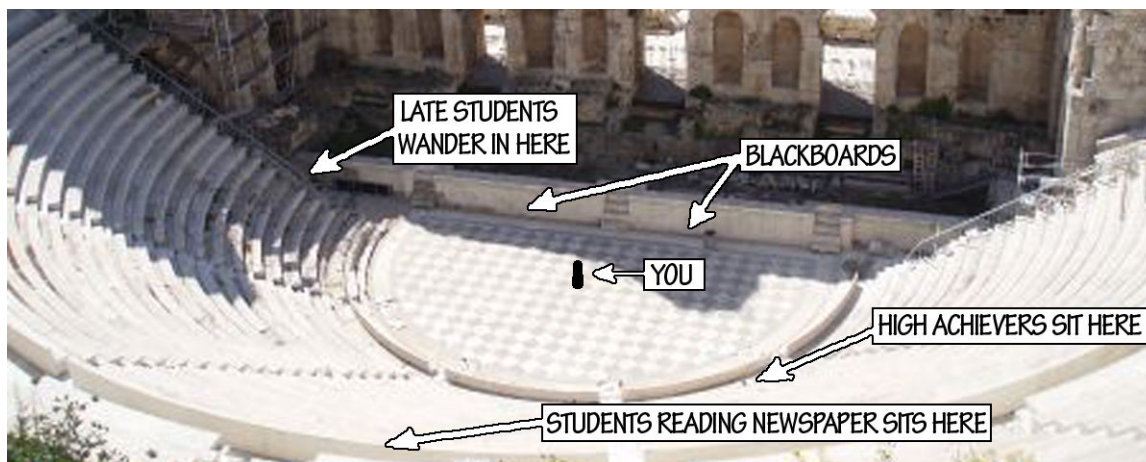 LATE STUDENTS
WANDER IN HERE
BLACKBOARDS
YOU
HIGH ACHIEVERS SIT HERE
STUDENTS READING NEWSPAPER SITS HERE